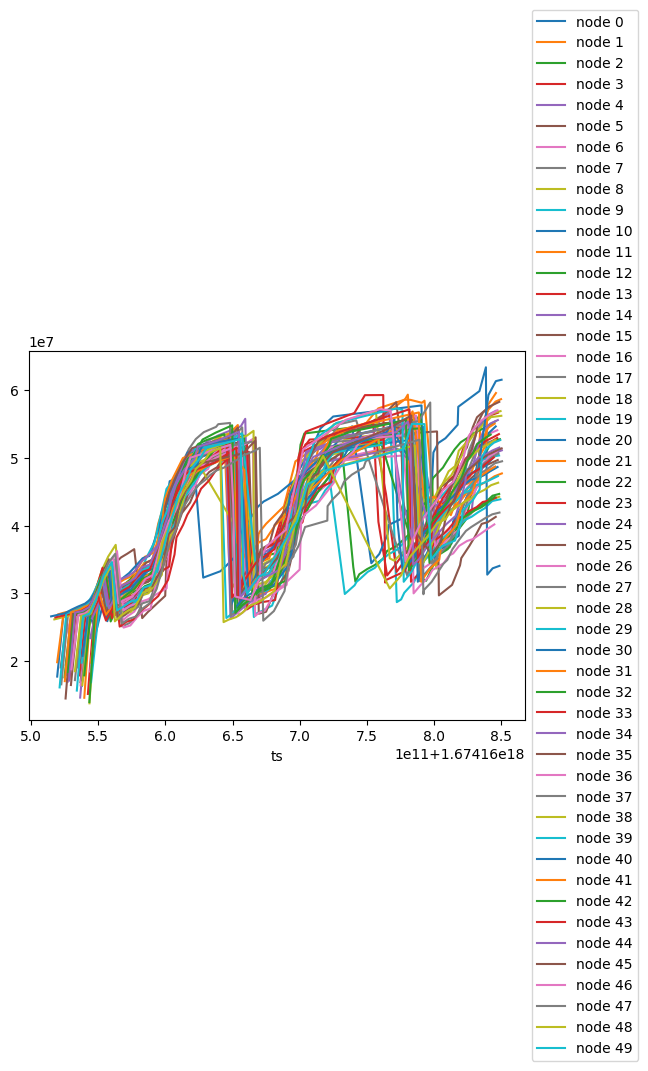 1e7
6
5
4
3
2
5.0 5.5 6.0 6.5 7.0 7.5 8.0 8.5
1e11+1.67416e18
ts
node 0
node 1
node 2
node 3
node 4
node 5
node 6
node 7
node 8
node 9
node 10
node 11
node 12
node 13
node 14
node 15
node 16
node 17
node 18
node 19
node 20
node 21
node 22
node 23
node 24
node 25
node 26
node 27
node 28
node 29
node 30
node 31
node 32
node 33
node 34
node 35
node 36
node 37
node 38
node 39
node 40
node 41
node 42
node 43
node 44
node 45
node 46
node 47
node 48
node 49